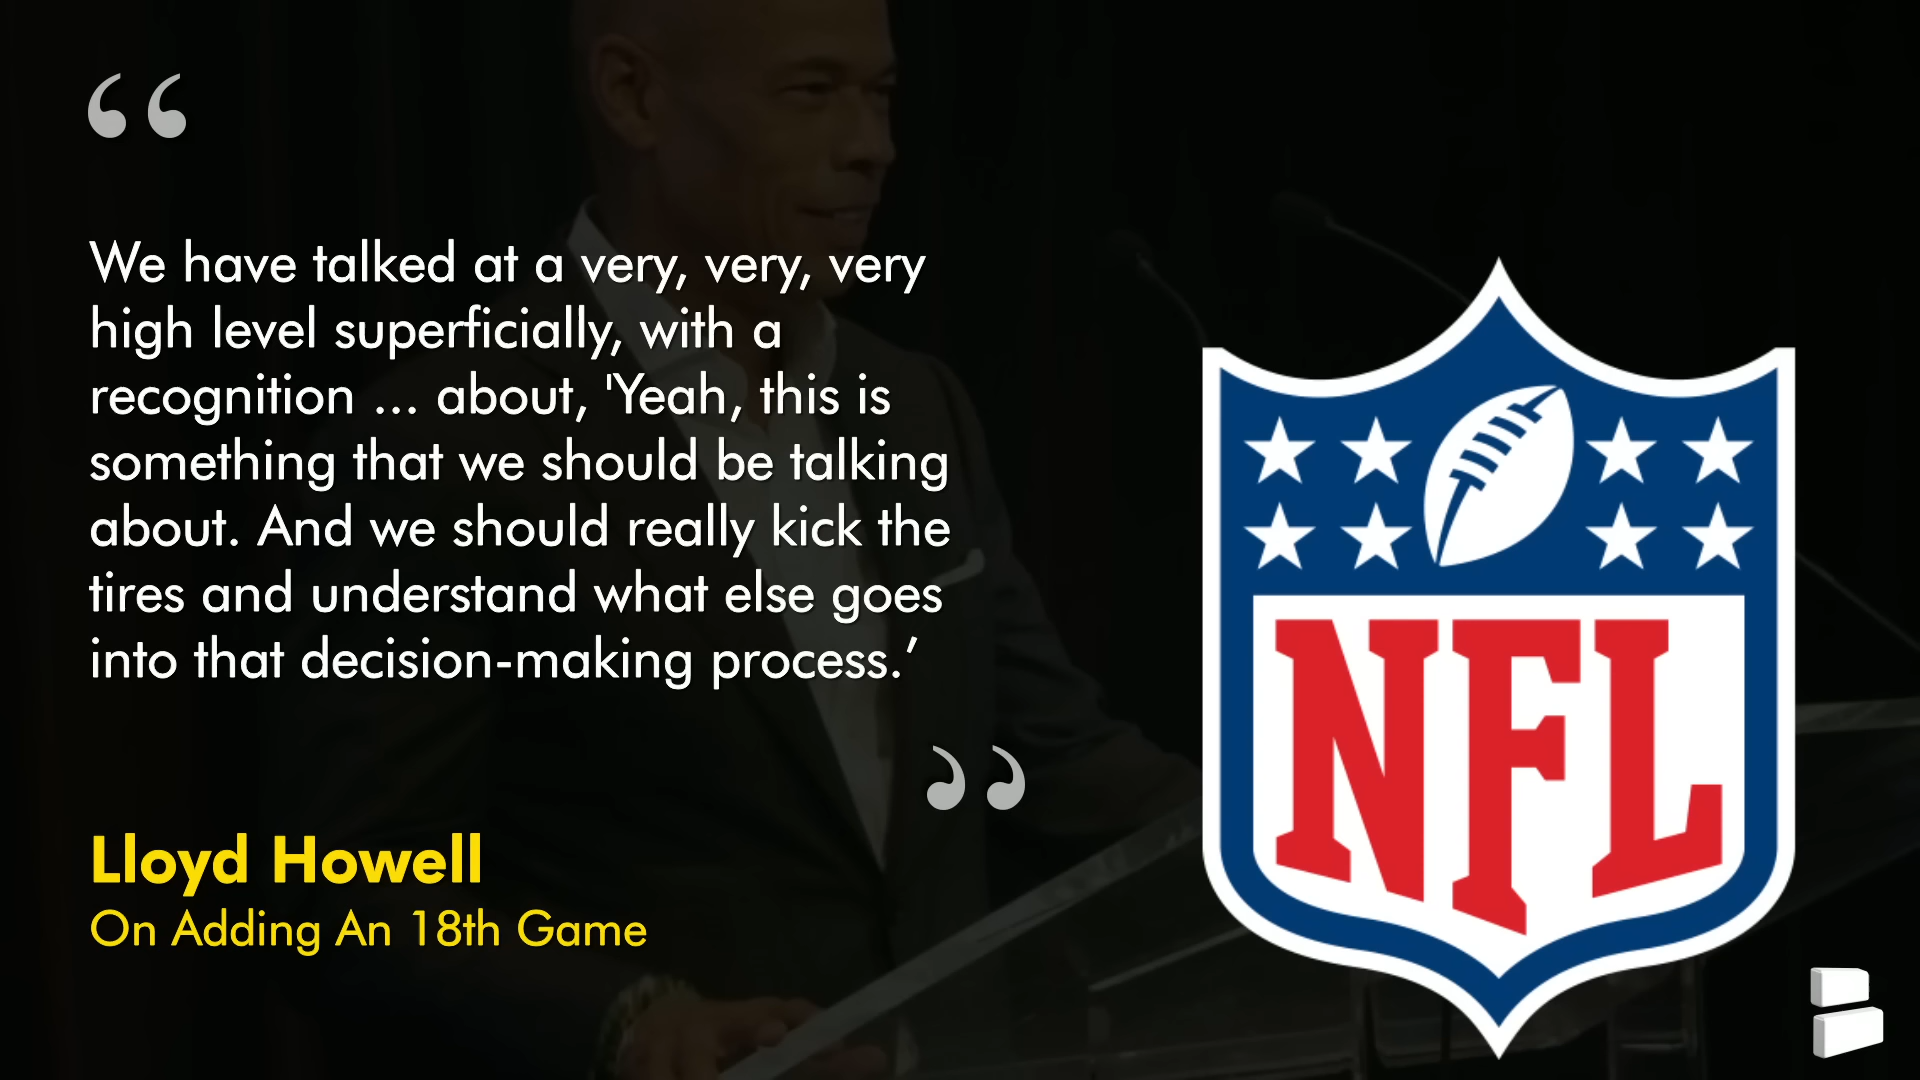 “
We have talked at a very, very, very
high level superficially, with a
recognition ... about, 'Yeah, this is
something that we should be talking
about. And we should really kick the
tires and understand what else goes
into that decision-making process.’
”
Lloyd Howell
On Adding An 18th Game
NFL